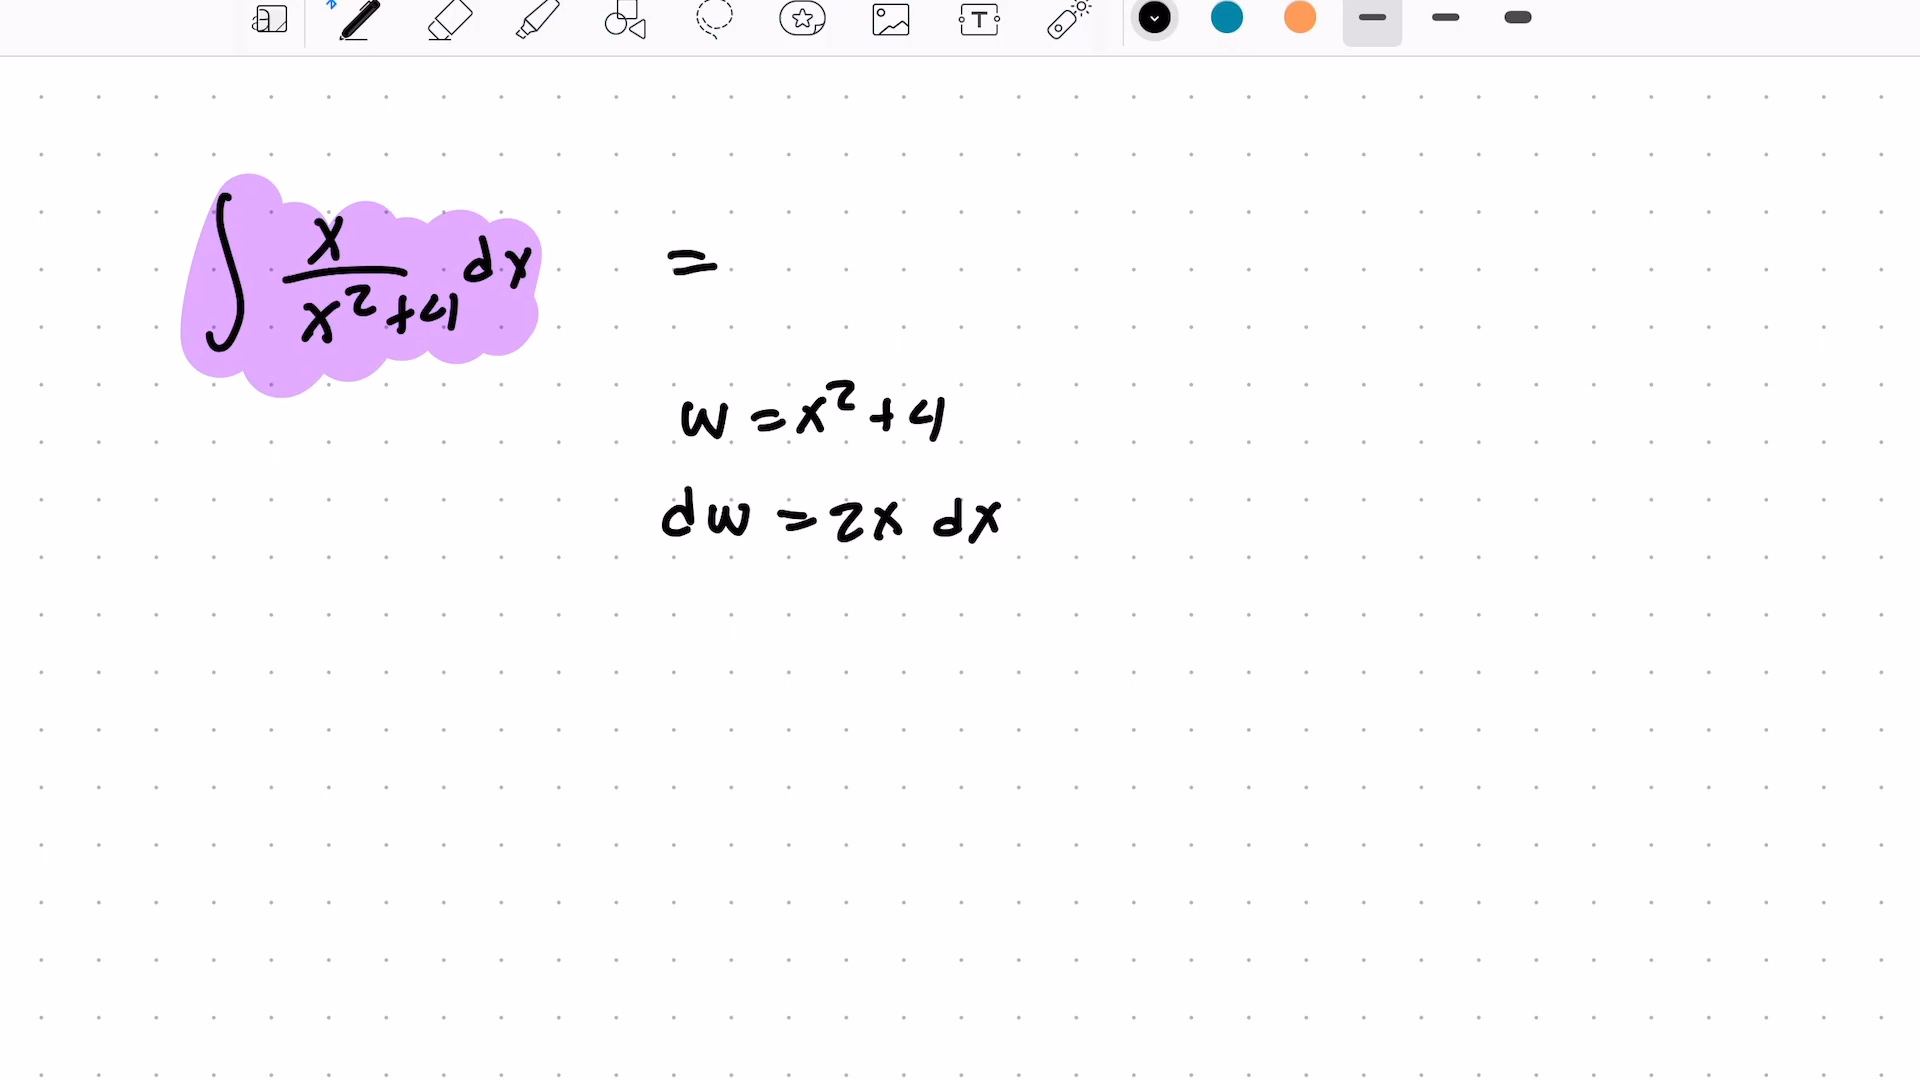 ∫ x/(x²+4) dx =
w = x² + 4
dw = 2x dx